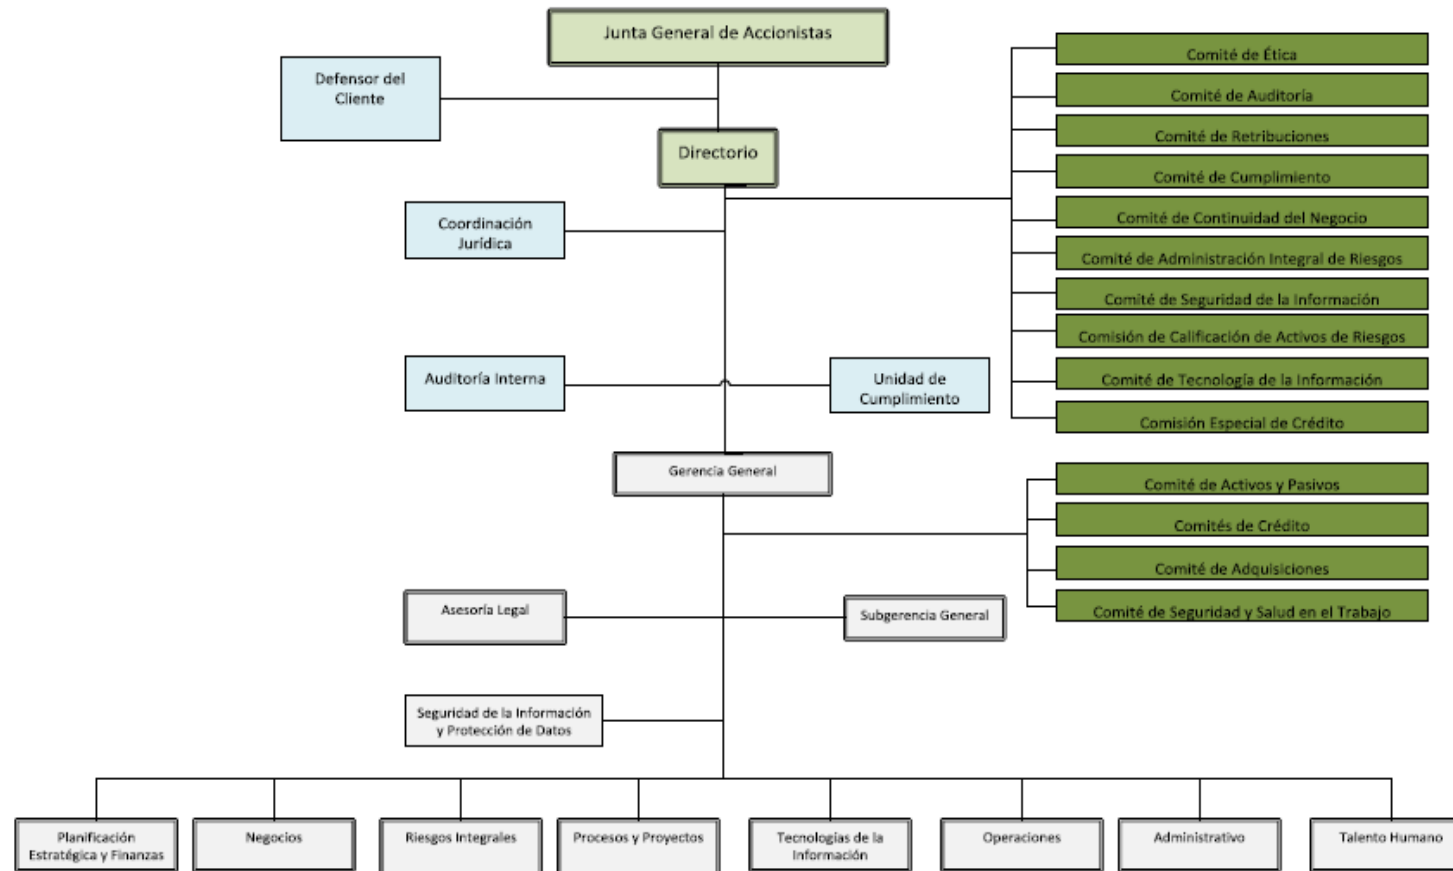 Junta General de Accionistas
Defensor del
Cliente
Directorio
Comité de Ética
Comité de Auditoría
Comité de Retribuciones
Comité de Cumplimiento
Comité de Continuidad del Negocio
Comité de Administración Integral de Riesgos
Comité de Seguridad de la Información
Comisión de Calificación de Activos de Riesgos
Comité de Tecnología de la Información
Comisión Especial de Crédito
Coordinación
Jurídica
Auditoría Interna
Unidad de
Cumplimiento
Gerencia General
Comité de Activos y Pasivos
Comités de Crédito
Comité de Adquisiciones
Comité de Seguridad y Salud en el Trabajo
Asesoría Legal
Subgerencia General
Seguridad de la Información
y Protección de Datos
Planificación
Estratégica y Finanzas
Negocios
Riesgos Integrales
Procesos y Proyectos
Tecnologías de la
Información
Operaciones
Administrativo
Talento Humano